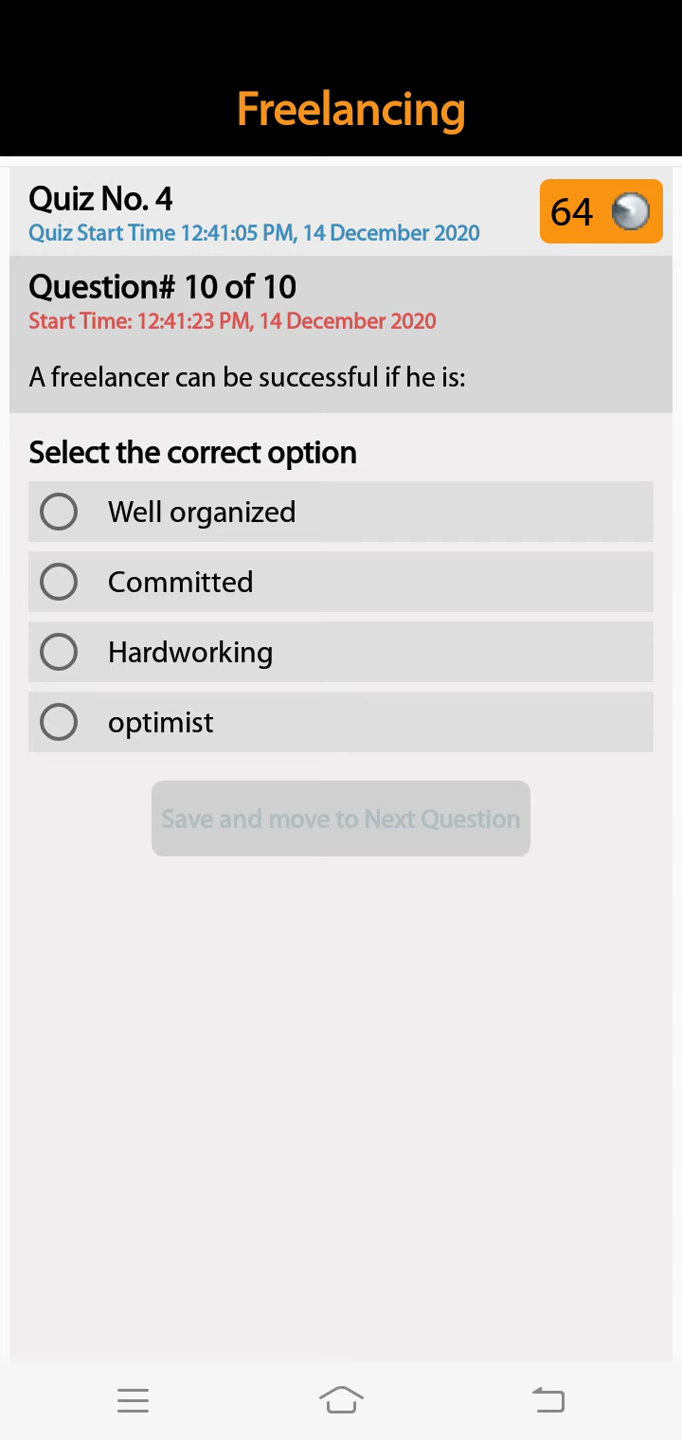 Freelancing
Quiz No. 4
64
Quiz Start Time 12:41:05 PM, 14 December 2020
Question# 10 of 10
Start Time: 12:41:23 PM, 14 December 2020
A freelancer can be successful if he is:
Select the correct option
Well organized
Committed
Hardworking
optimist
Save and move to Next Question